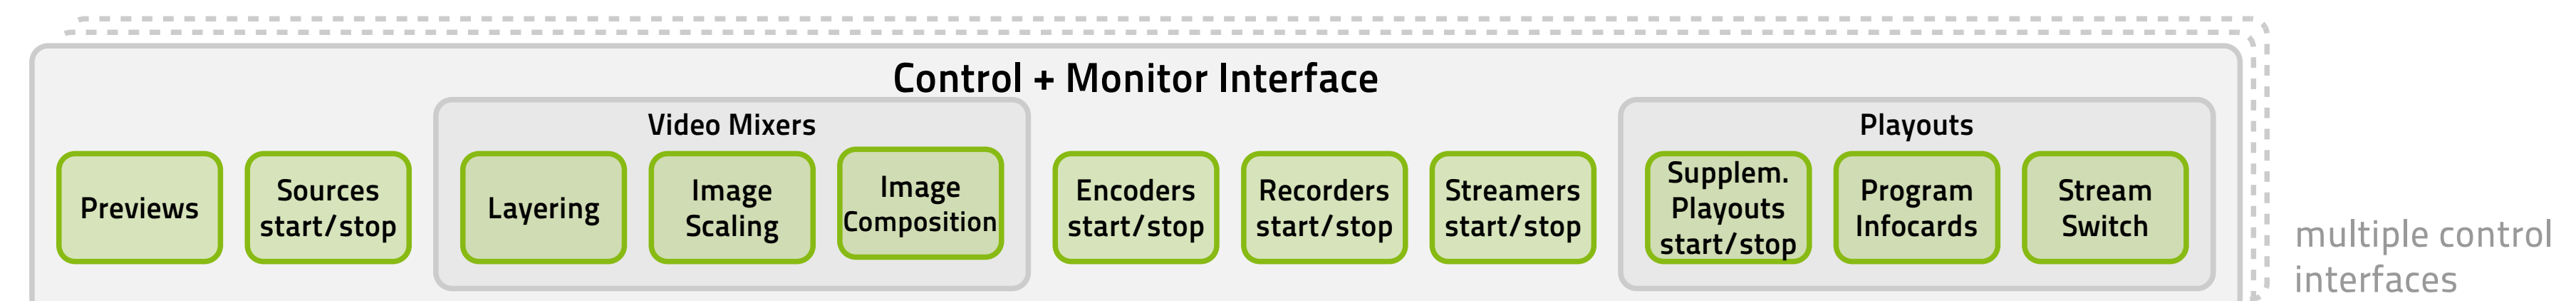 Control + Monitor Interface
Video Mixers
Playouts
Previews
Sources
start/stop
Layering
Image
Scaling
Image
Composition
Encoders
start/stop
Recorders
start/stop
Streamers
start/stop
Supplem.
Playouts
start/stop
Program
Infocards
Stream
Switch
multiple control
interfaces